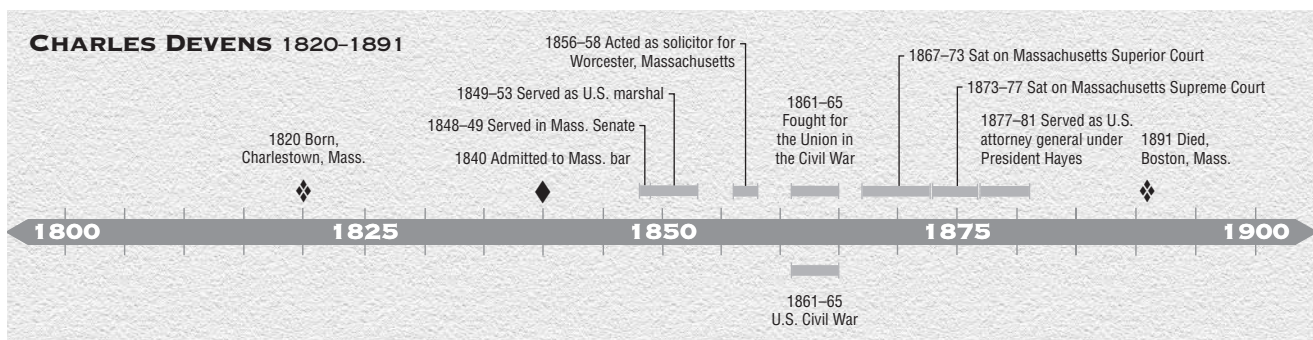 CHARLES DEVENS 1820–1891
1820 Born,
Charlestown, Mass.
1840 Admitted to Mass. bar
1848–49 Served in Mass. Senate
1849–53 Served as U.S. marshal
1856–58 Acted as solicitor for
Worcester, Massachusetts
1861–65
Fought for
the Union in
the Civil War
1867–73 Sat on Massachusetts Superior Court
1873–77 Sat on Massachusetts Supreme Court
1877–81 Served as U.S.
attorney general under
President Hayes
1891 Died,
Boston, Mass.
1800 1825 1850 1875 1900
1861–65
U.S. Civil War